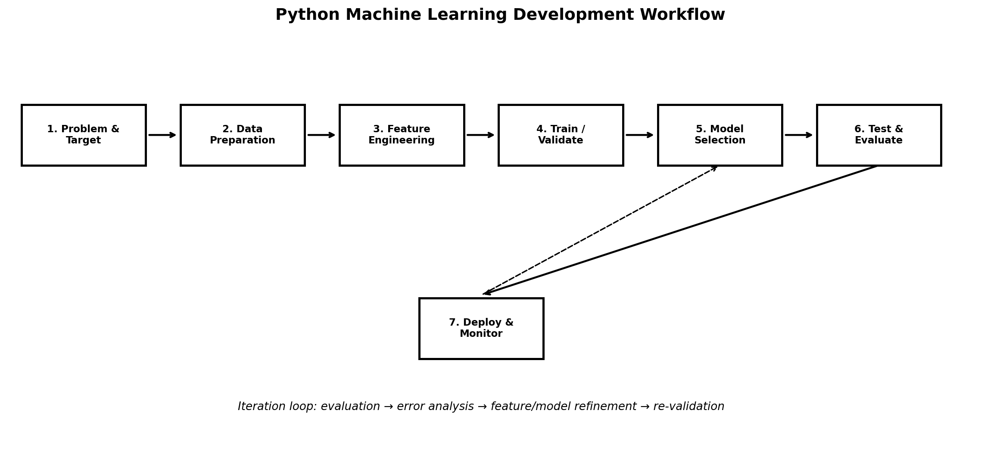 Python Machine Learning Development Workflow
1. Problem &
Target
2. Data
Preparation
3. Feature
Engineering
4. Train /
Validate
5. Model
Selection
6. Test &
Evaluate
7. Deploy &
Monitor
Iteration loop: evaluation → error analysis → feature/model refinement → re-validation